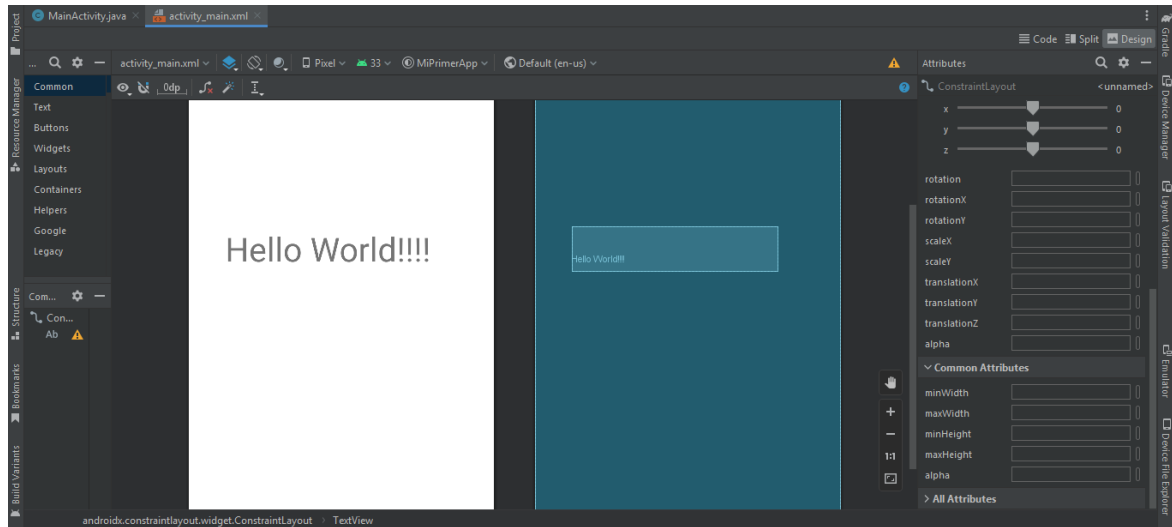 MainActivity.java
activity_main.xml
Code Split Design
... activity_main.xml Pixel 33 MiPrimerApp Default (en-us)
Attributes
Common
0dp
ConstraintLayout <unnamed>
Text
Buttons
Widgets
Layouts
Containers
Helpers
Google
Legacy
Com...
Con...
Ab
Hello World!!!!
Hello World!!!!
x 0
y 0
z 0
rotation
rotationX
rotationY
scaleX
scaleY
translationX
translationY
translationZ
alpha
Common Attributes
minWidth
maxWidth
minHeight
maxHeight
alpha
All Attributes
1:1
androidx.constraintlayout.widget.ConstraintLayout TextView
Project
Resource Manager
Structure
Bookmarks
Build Variants
Gradle
Device Manager
Layout Validation
Emulator
Device File Explorer